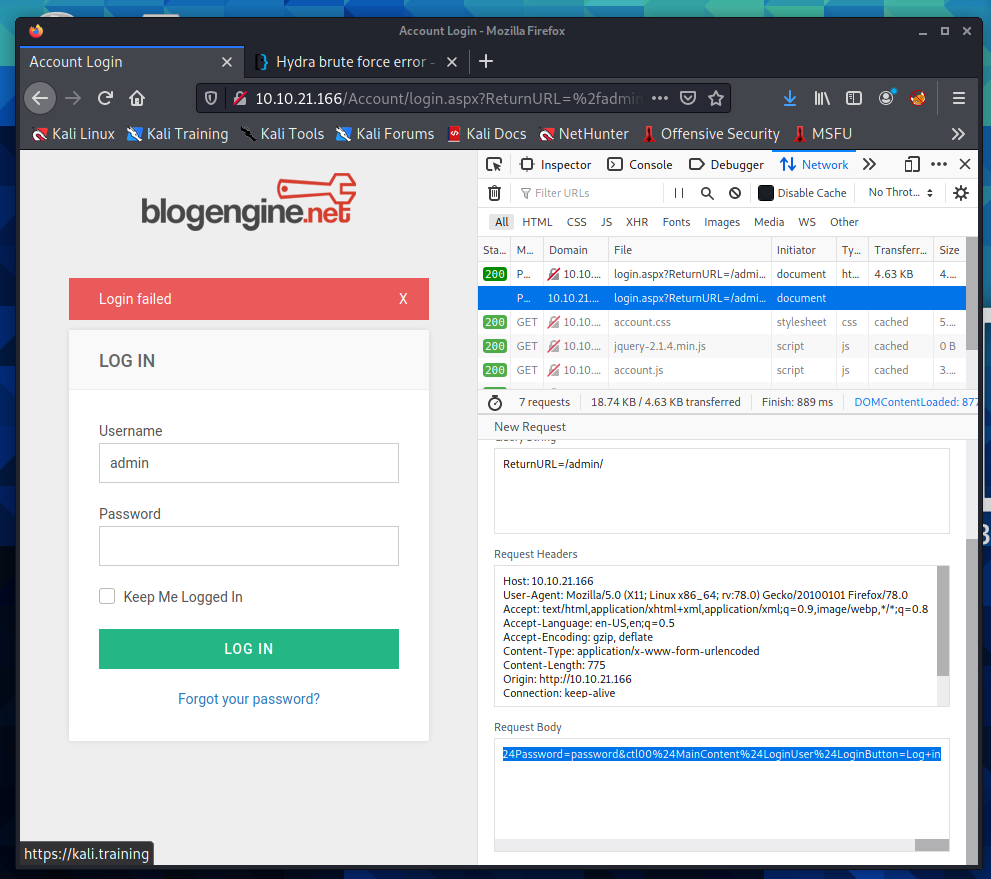 Account Login - Mozilla Firefox
Account Login
Hydra brute force error -
10.10.21.166/Account/login.aspx?ReturnURL=%2fadmin
Kali Linux Kali Training Kali Tools Kali Forums Kali Docs NetHunter Offensive Security MSFU
blogengine.net
Login failed X
LOG IN
Username
admin
Password
Keep Me Logged In
LOG IN
Forgot your password?
https://kali.training
Inspector Console Debugger Network
Filter URLs Disable Cache No Throt...
All HTML CSS JS XHR Fonts Images Media WS Other
Sta... M... Domain File Initiator Ty... Transferr... Size
200 P... 10.10.... login.aspx?ReturnURL=/admi... document ht... 4.63 KB 4....
P... 10.10.21... login.aspx?ReturnURL=/admi... document
200 GET 10.10.... account.css stylesheet css cached 5....
200 GET 10.10.... jquery-2.1.4.min.js script js cached 0 B
200 GET 10.10.... account.js script js cached 3....
7 requests 18.74 KB / 4.63 KB transferred Finish: 889 ms DOMContentLoaded: 877
New Request
Query String
ReturnURL=/admin/
Request Headers
Host: 10.10.21.166
User-Agent: Mozilla/5.0 (X11; Linux x86_64; rv:78.0) Gecko/20100101 Firefox/78.0
Accept: text/html,application/xhtml+xml,application/xml;q=0.9,image/webp,*/*;q=0.8
Accept-Language: en-US,en;q=0.5
Accept-Encoding: gzip, deflate
Content-Type: application/x-www-form-urlencoded
Content-Length: 775
Origin: http://10.10.21.166
Connection: keep-alive
Request Body
24Password=password&ctl00%24MainContent%24LoginUser%24LoginButton=Log+in